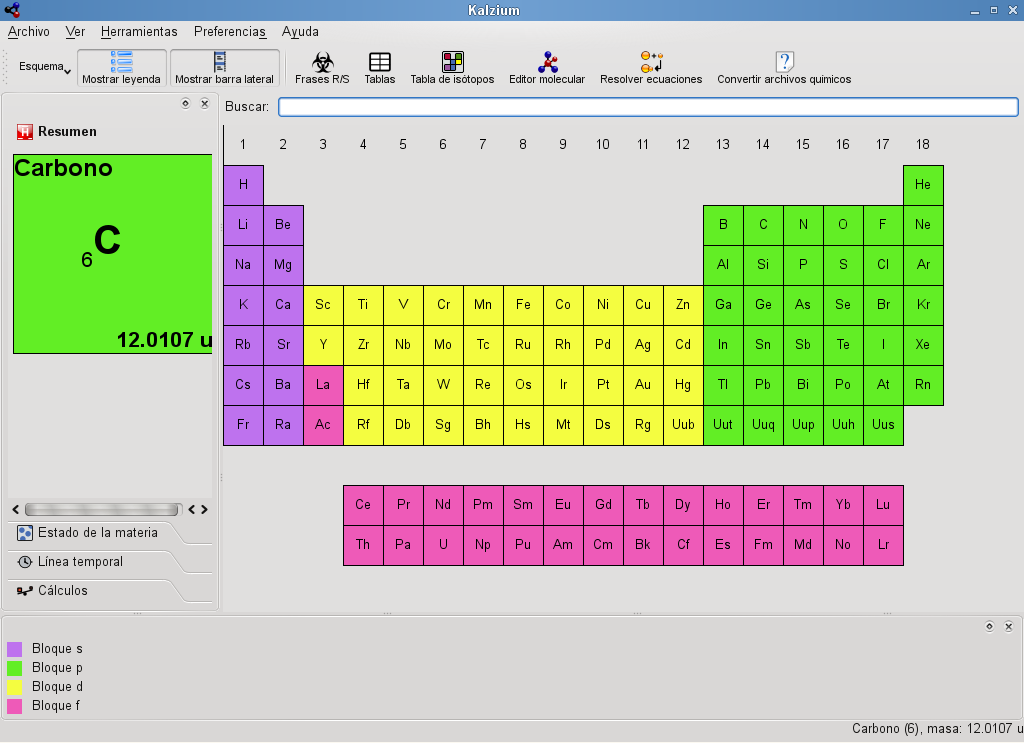 Kalzium
Archivo Ver Herramientas Preferencias Ayuda
Esquema Mostrar leyenda Mostrar barra lateral Frases R/S Tablas Tabla de isótopos Editor molecular Resolver ecuaciones Convertir archivos químicos
Buscar:
H Resumen
Carbono
6 C
12.0107 u
Estado de la materia
Línea temporal
Cálculos
1 2 3 4 5 6 7 8 9 10 11 12 13 14 15 16 17 18
H He
Li Be B C N O F Ne
Na Mg Al Si P S Cl Ar
K Ca Sc Ti V Cr Mn Fe Co Ni Cu Zn Ga Ge As Se Br Kr
Rb Sr Y Zr Nb Mo Tc Ru Rh Pd Ag Cd In Sn Sb Te I Xe
Cs Ba La Hf Ta W Re Os Ir Pt Au Hg Tl Pb Bi Po At Rn
Fr Ra Ac Rf Db Sg Bh Hs Mt Ds Rg Uub Uut Uuq Uup Uuh Uus
Ce Pr Nd Pm Sm Eu Gd Tb Dy Ho Er Tm Yb Lu
Th Pa U Np Pu Am Cm Bk Cf Es Fm Md No Lr
Bloque s
Bloque p
Bloque d
Bloque f
Carbono (6), masa: 12.0107 u